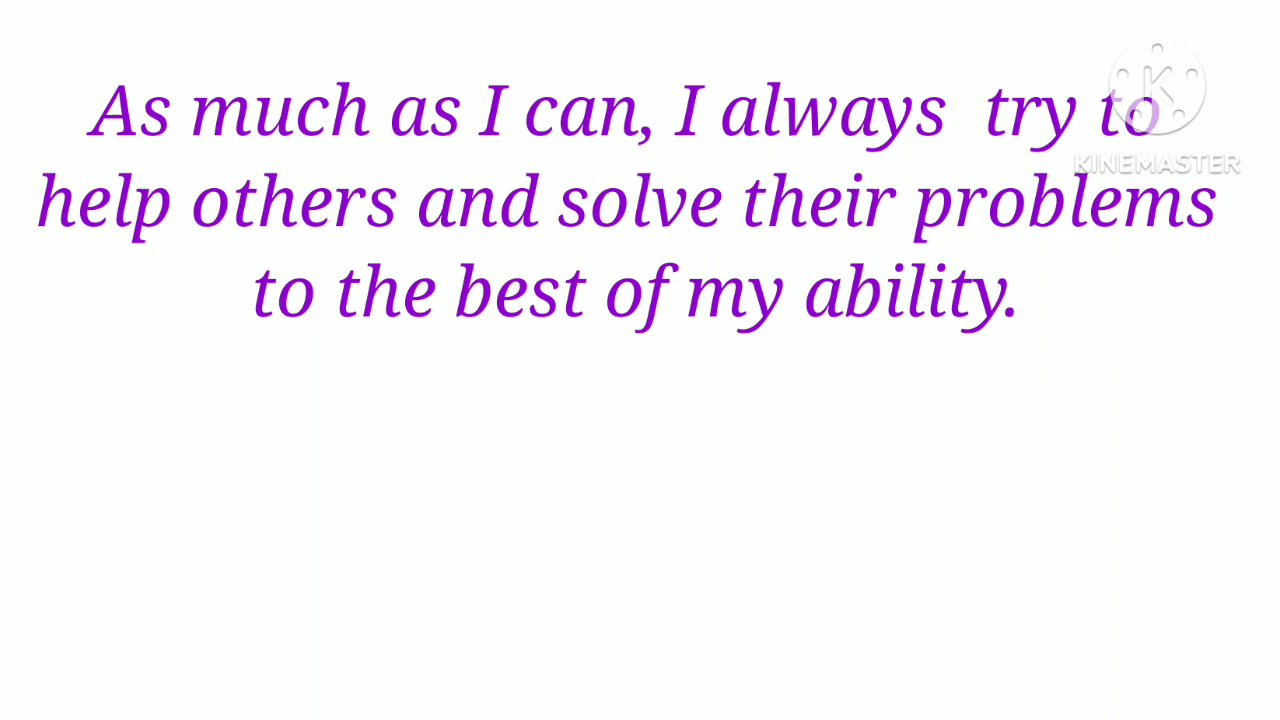 As much as I can, I always  try to
help others and solve their problems
to the best of my ability.
KINEMASTER